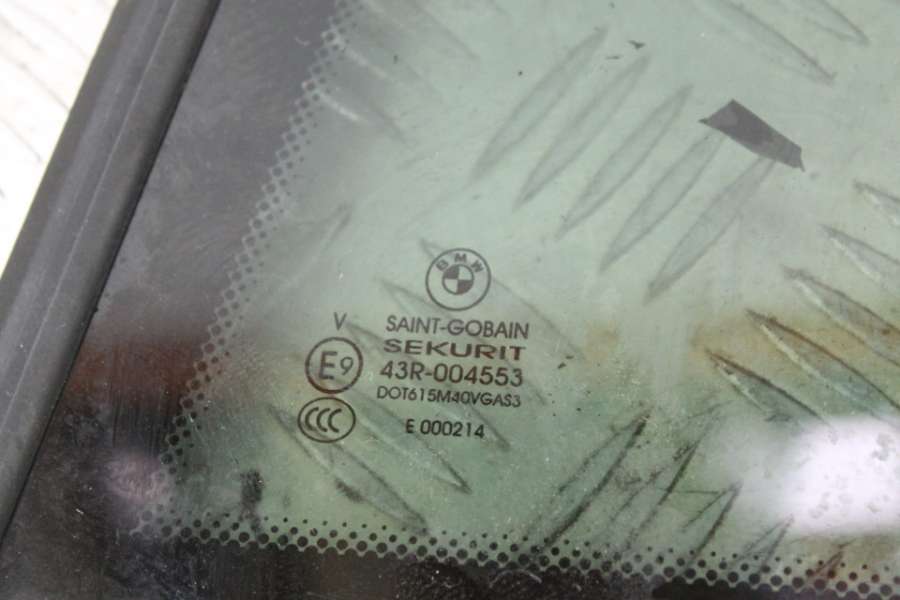 BMW
SAINT-GOBAIN
SEKURIT
V
E9
43R-004553
DOT615M40VGAS3
CCC
E 000214